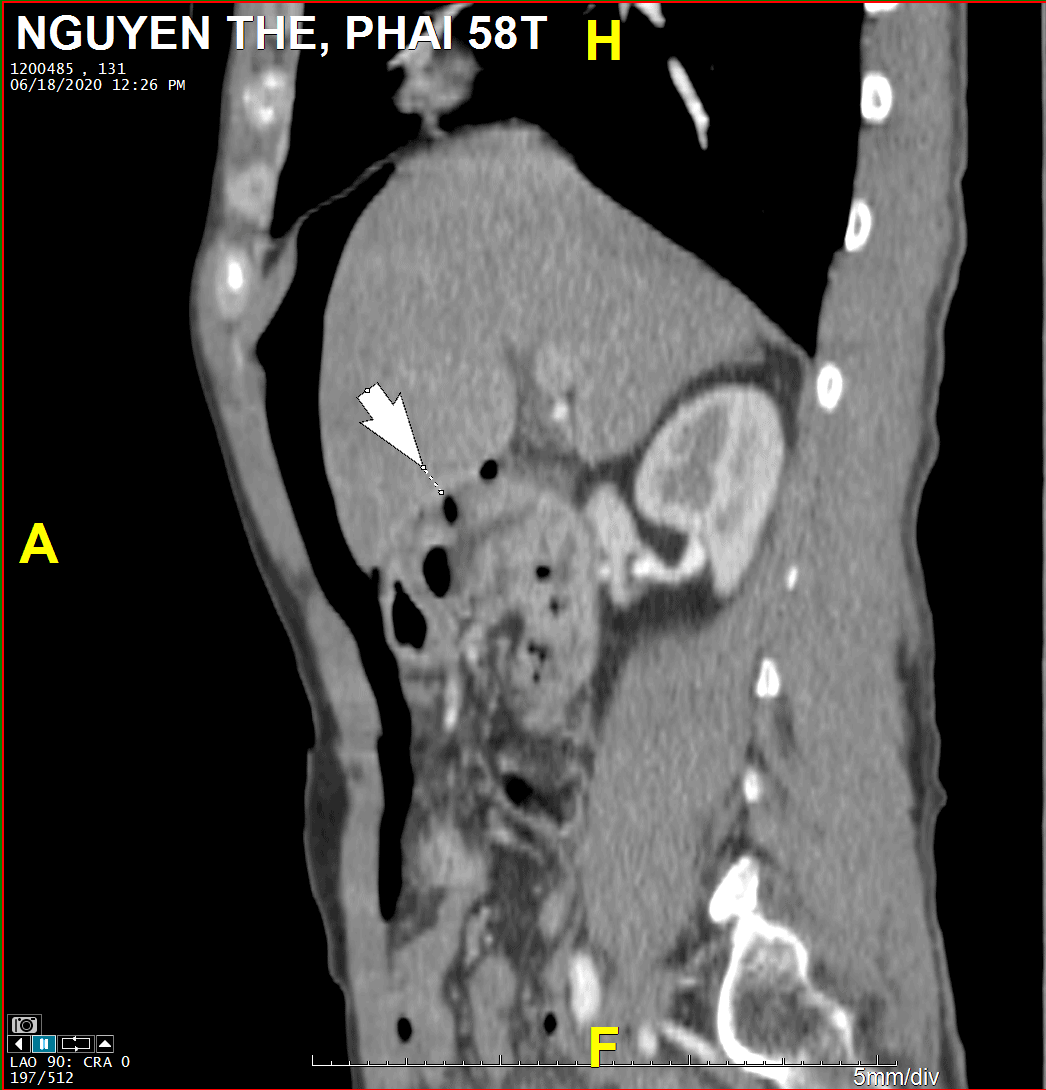 NGUYEN THE, PHAI 58T
H
1200485 , 131
06/18/2020 12:26 PM
A
LAO 90: CRA 0
197/512
F
5mm/div